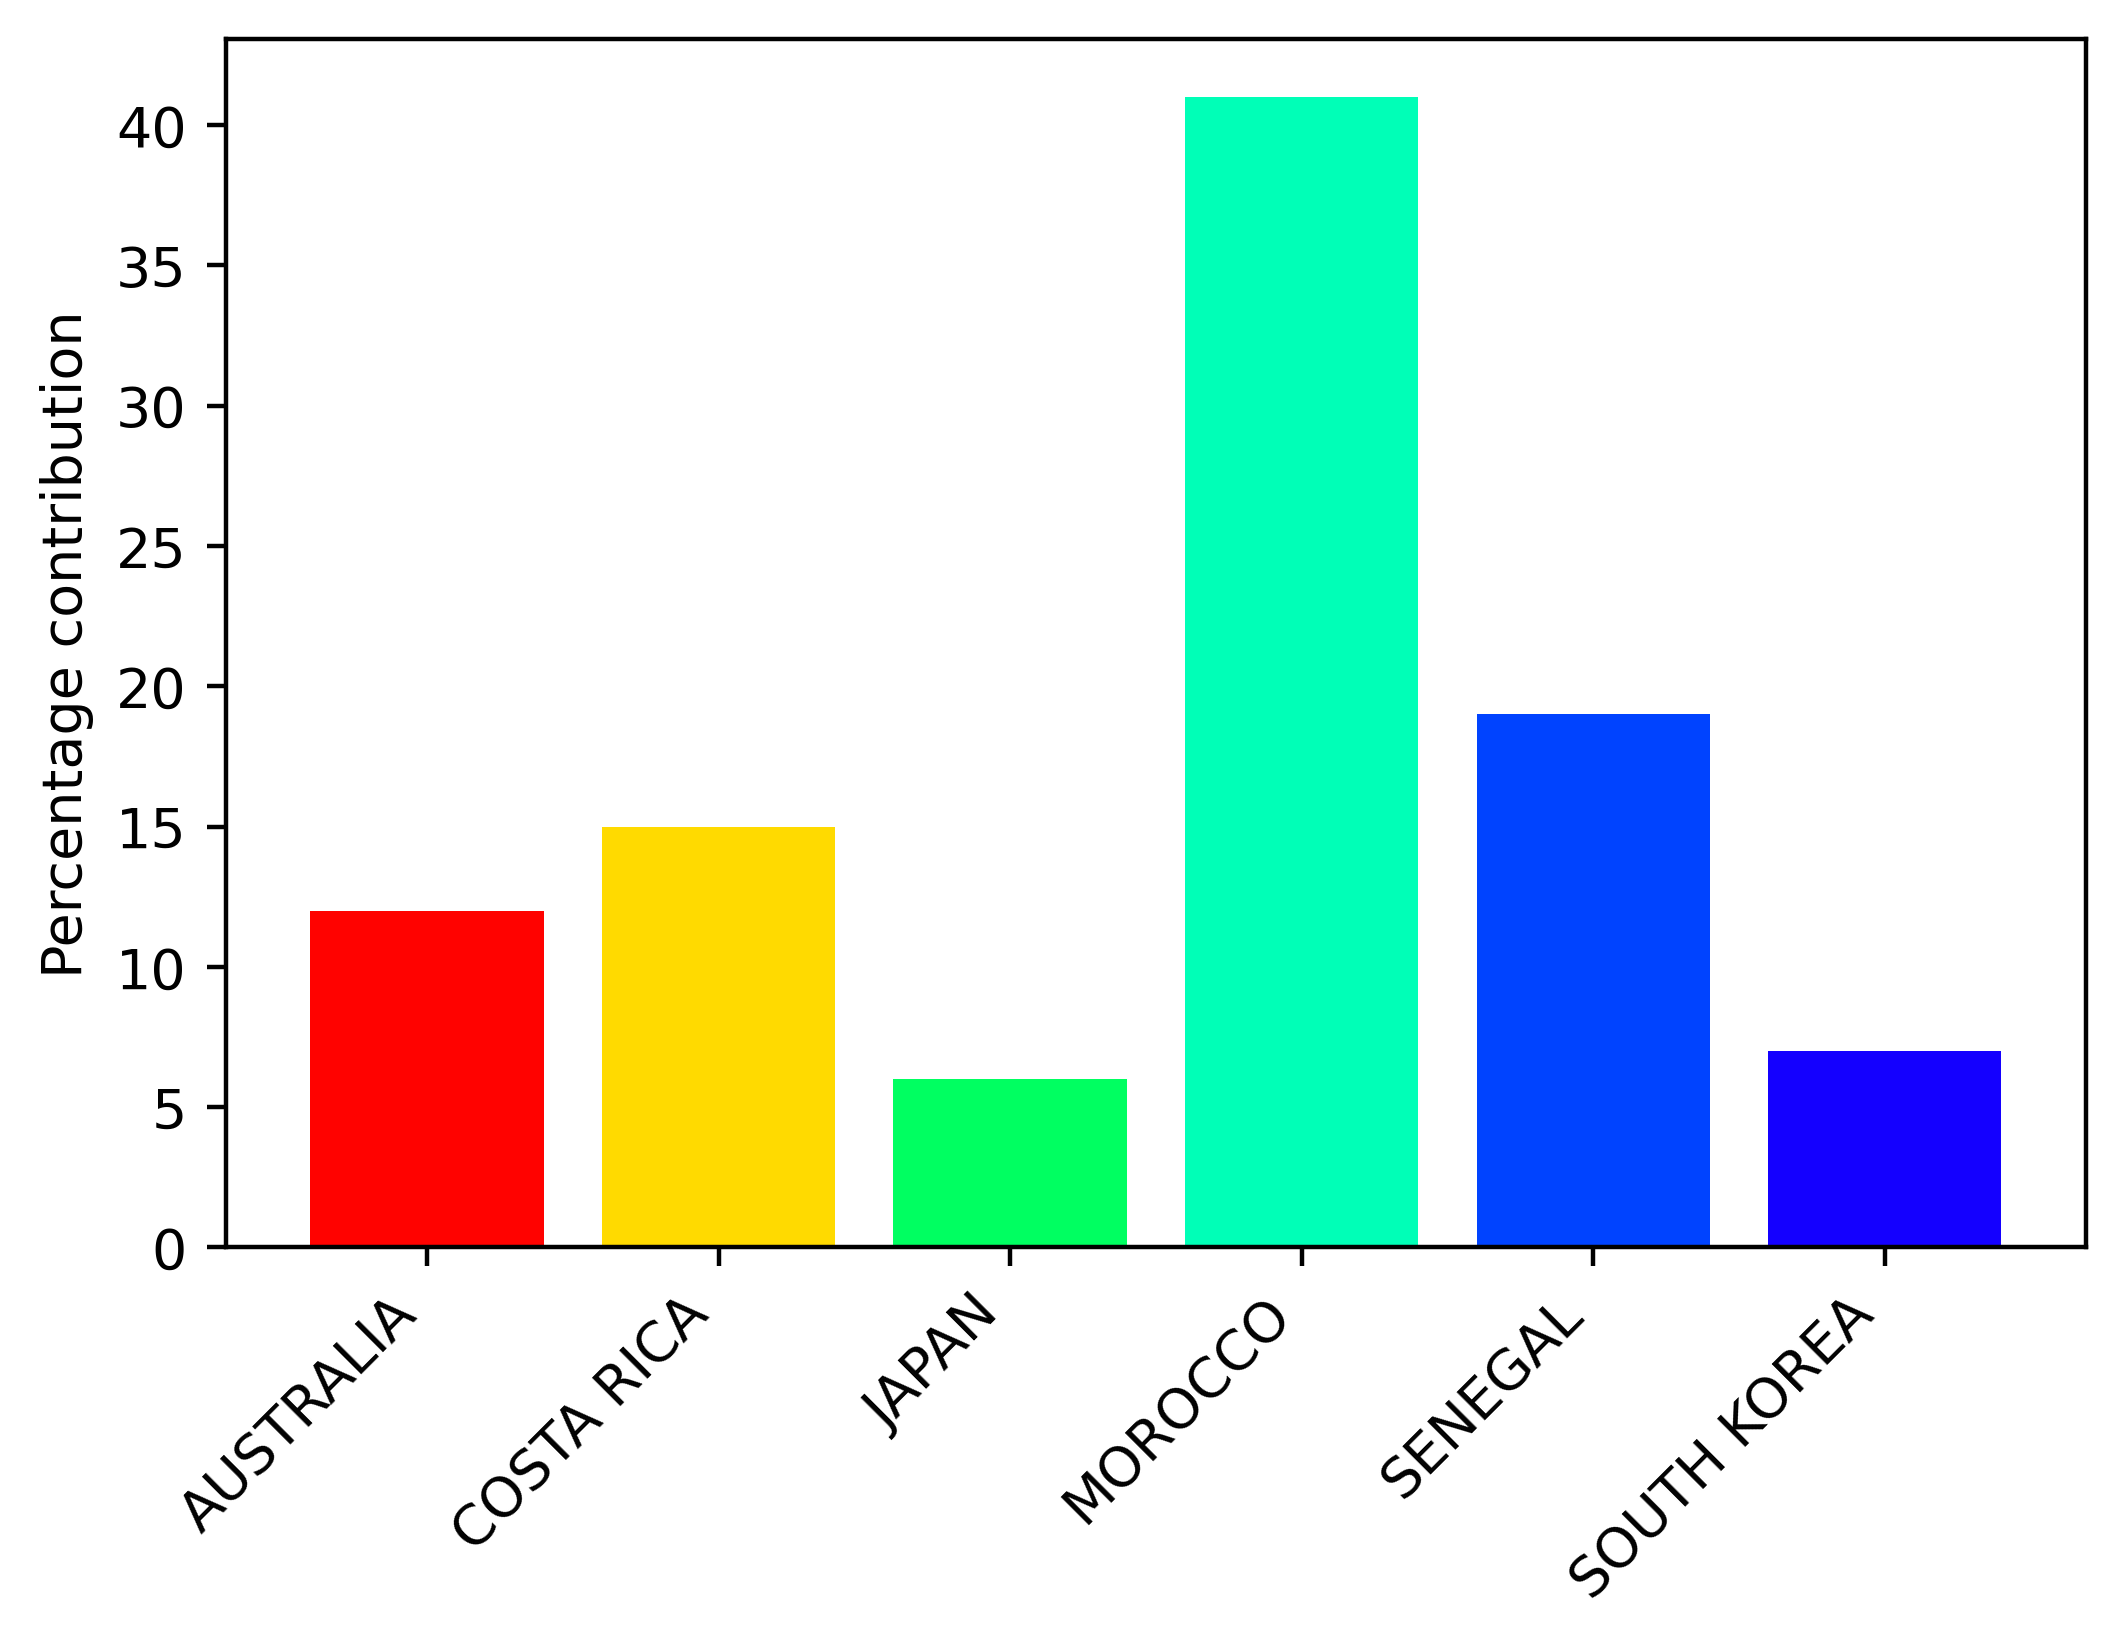 Percentage contribution
40
35
30
25
20
15
10
5
0
AUSTRALIA
COSTA RICA
JAPAN
MOROCCO
SENEGAL
SOUTH KOREA